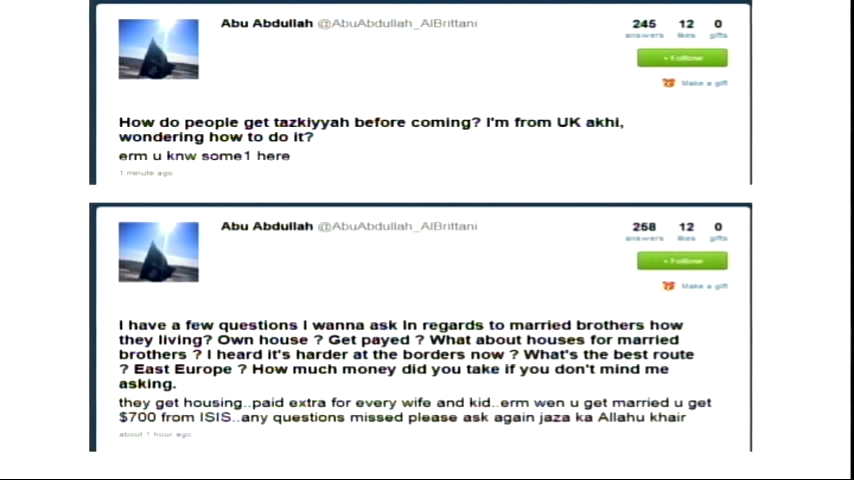 Abu Abdullah @AbuAbdullah_AlBrittani
245 12 0
answers likes gifts
+ Follow
Make a gift
How do people get tazkiyyah before coming? I'm from UK akhi,
wondering how to do it?
erm u knw some1 here
1 minute ago
Abu Abdullah @AbuAbdullah_AlBrittani
258 12 0
answers likes gifts
+ Follow
Make a gift
I have a few questions I wanna ask In regards to married brothers how
they living? Own house ? Get payed ? What about houses for married
brothers ? I heard it's harder at the borders now ? What's the best route
? East Europe ? How much money did you take if you don't mind me
asking.
they get housing..paid extra for every wife and kid..erm wen u get married u get
$700 from ISIS..any questions missed please ask again jaza ka Allahu khair
about 1 hour ago